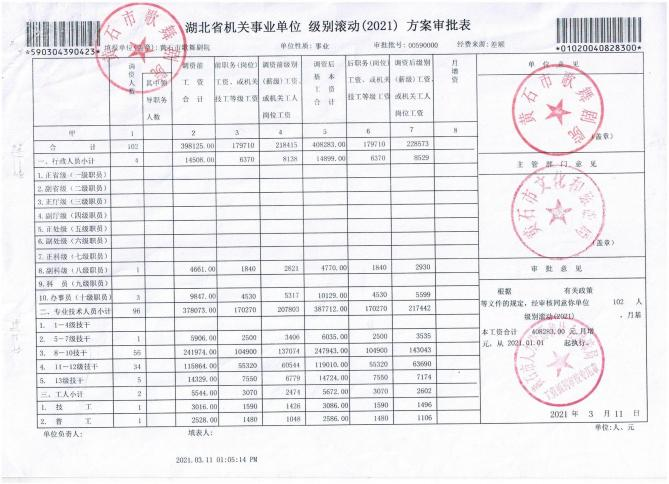 湖北省机关事业单位 级别滚动(2021) 方案审批表
*590304390423*
*01020040828300*
填报单位(盖章):黄石市歌舞剧院 单位性质:事业 审批批号:00590000 经费来源:差额
调资人数 其中领导职务人数 调资前工资合计 前职务(岗位)工资、或机关技工等级工资 调资前级别(薪级)工资、或机关工人岗位工资 调资后基本工资合计 后职务(岗位)工资、或机关技工等级工资 调资后级别(薪级)工资、或机关工人岗位工资 月增资
甲 1 2 3 4 5 6 7 8
合 计 102 398125.00 179710 218415 408283.00 179710 228573
一、行政人员小计 4 14508.00 6370 8138 14899.00 6370 8529
1.正省级(一级职员)
2.副省级(二级职员)
3.正厅级(三级职员)
4.副厅级(四级职员)
5.正处级(五级职员)
6.副处级(六级职员)
7.正科级(七级职员)
8.副科级(八级职员) 1 4661.00 1840 2821 4770.00 1840 2930
9.科 员(九级职员)
10.办事员(十级职员) 3 9847.00 4530 5317 10129.00 4530 5599
二、专业技术人员小计 96 378073.00 170270 207803 387712.00 170270 217442
1. 1-4级技干
2. 5-7级技干 1 5906.00 2500 3406 6035.00 2500 3535
3. 8-10技干 56 241974.00 104900 137074 247943.00 104900 143043
4. 11-12级技干 34 115864.00 55320 60544 119010.00 55320 63690
5. 13级技干 5 14329.00 7550 6779 14724.00 7550 7174
三、工人小计 2 5544.00 3070 2474 5672.00 3070 2602
1. 技 工 1 3016.00 1590 1426 3086.00 1590 1496
2. 普 工 1 2528.00 1480 1048 2586.00 1480 1106
单位意见
黄石市歌舞剧院
(盖章)
主管部门意见
(盖章)
审批意见
根据 有关政策
等文件的规定,经审核同意你单位 102 人
级别滚动(2021) ,月基
本工资合计 408283.00 元,月增
元,从 2021.01.01 起执行。
2021 年 3 月 11 日
单位负责人: 填表人: 单位:人、元
2021.03.11 01:05:14 PM